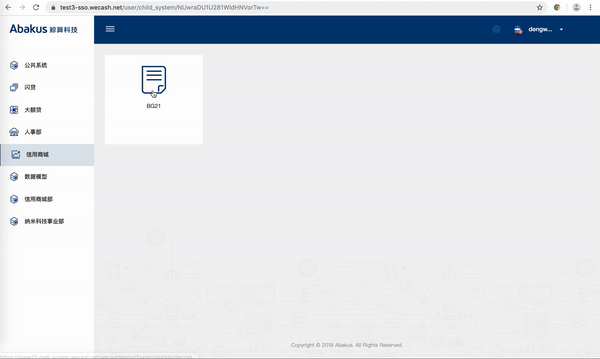 test3-sso.wecash.net/user/child_system/NUwraDU1U281WldHNVorTw==
Abakus 鲸算科技
dengw...
公共系统
闪贷
大额贷
人事部
信用商城
数据模型
信用商城部
纳米科技事业部
BG21
Copyright © 2018 Abakus. All Rights Reserved.